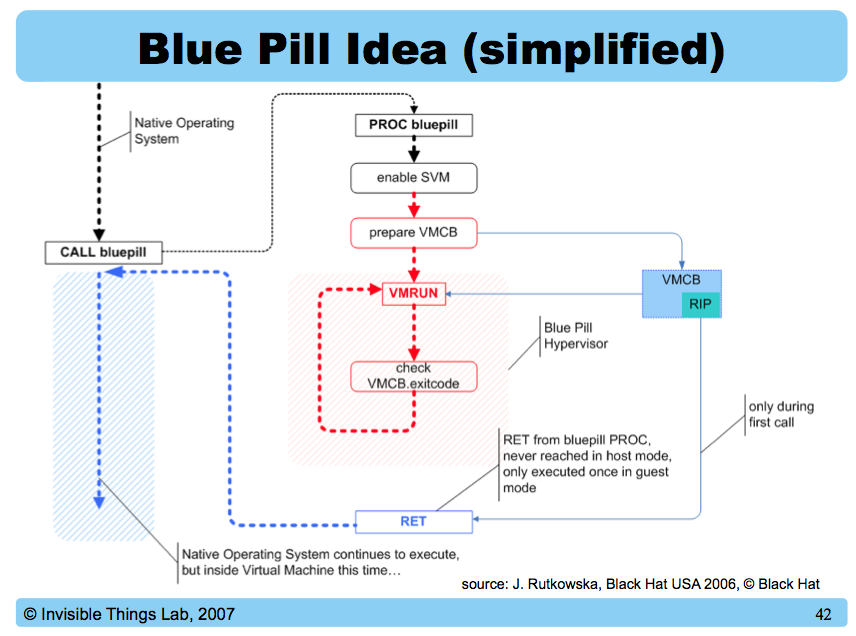 Blue Pill Idea (simplified)
Native Operating
System
PROC bluepill
enable SVM
prepare VMCB
CALL bluepill
VMCB
RIP
VMRUN
Blue Pill
Hypervisor
check
VMCB.exitcode
only during
first call
RET from bluepill PROC,
never reached in host mode,
only executed once in guest
mode
RET
Native Operating System continues to execute,
but inside Virtual Machine this time…
source: J. Rutkowska, Black Hat USA 2006, © Black Hat
© Invisible Things Lab, 2007
42